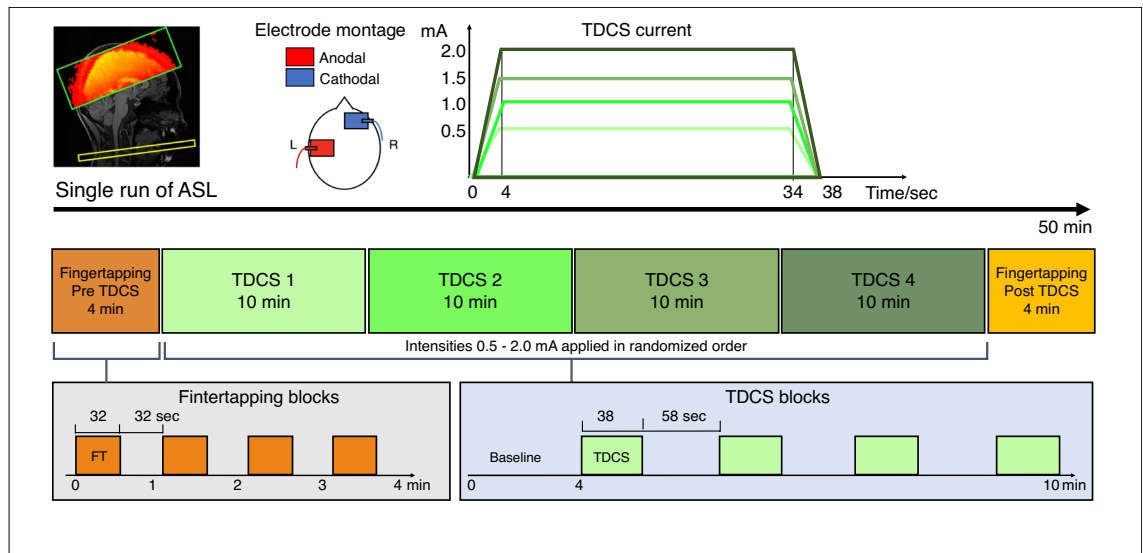 Electrode montage
Anodal
Cathodal
L
R
Single run of ASL
mA
TDCS current
2.0
1.5
1.0
0.5
0
4
34
38
Time/sec
50 min
Fingertapping
Pre TDCS
4 min
TDCS 1
10 min
TDCS 2
10 min
TDCS 3
10 min
TDCS 4
10 min
Fingertapping
Post TDCS
4 min
Intensities 0.5 - 2.0 mA applied in randomized order
Fintertapping blocks
32
32 sec
FT
0
1
2
3
4 min
TDCS blocks
38
58 sec
Baseline
TDCS
0
4
10 min